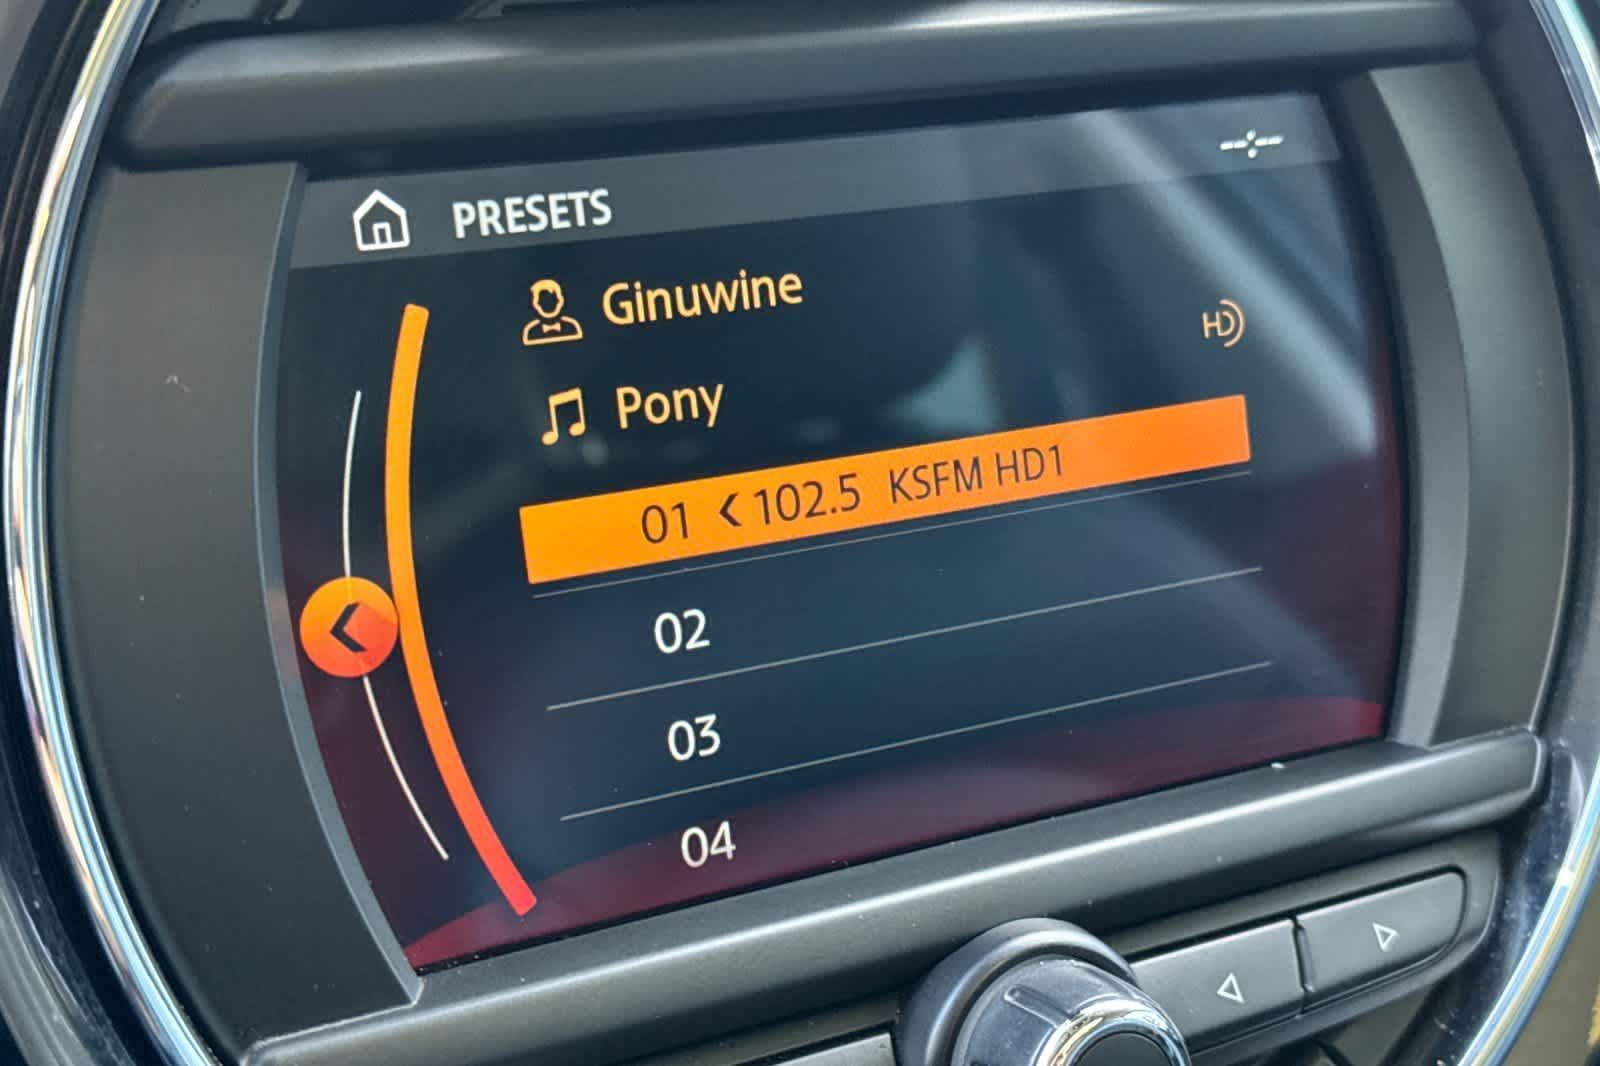 PRESETS --:--
Ginuwine
HD
Pony
01 <102.5 KSFM HD1
02
03
04